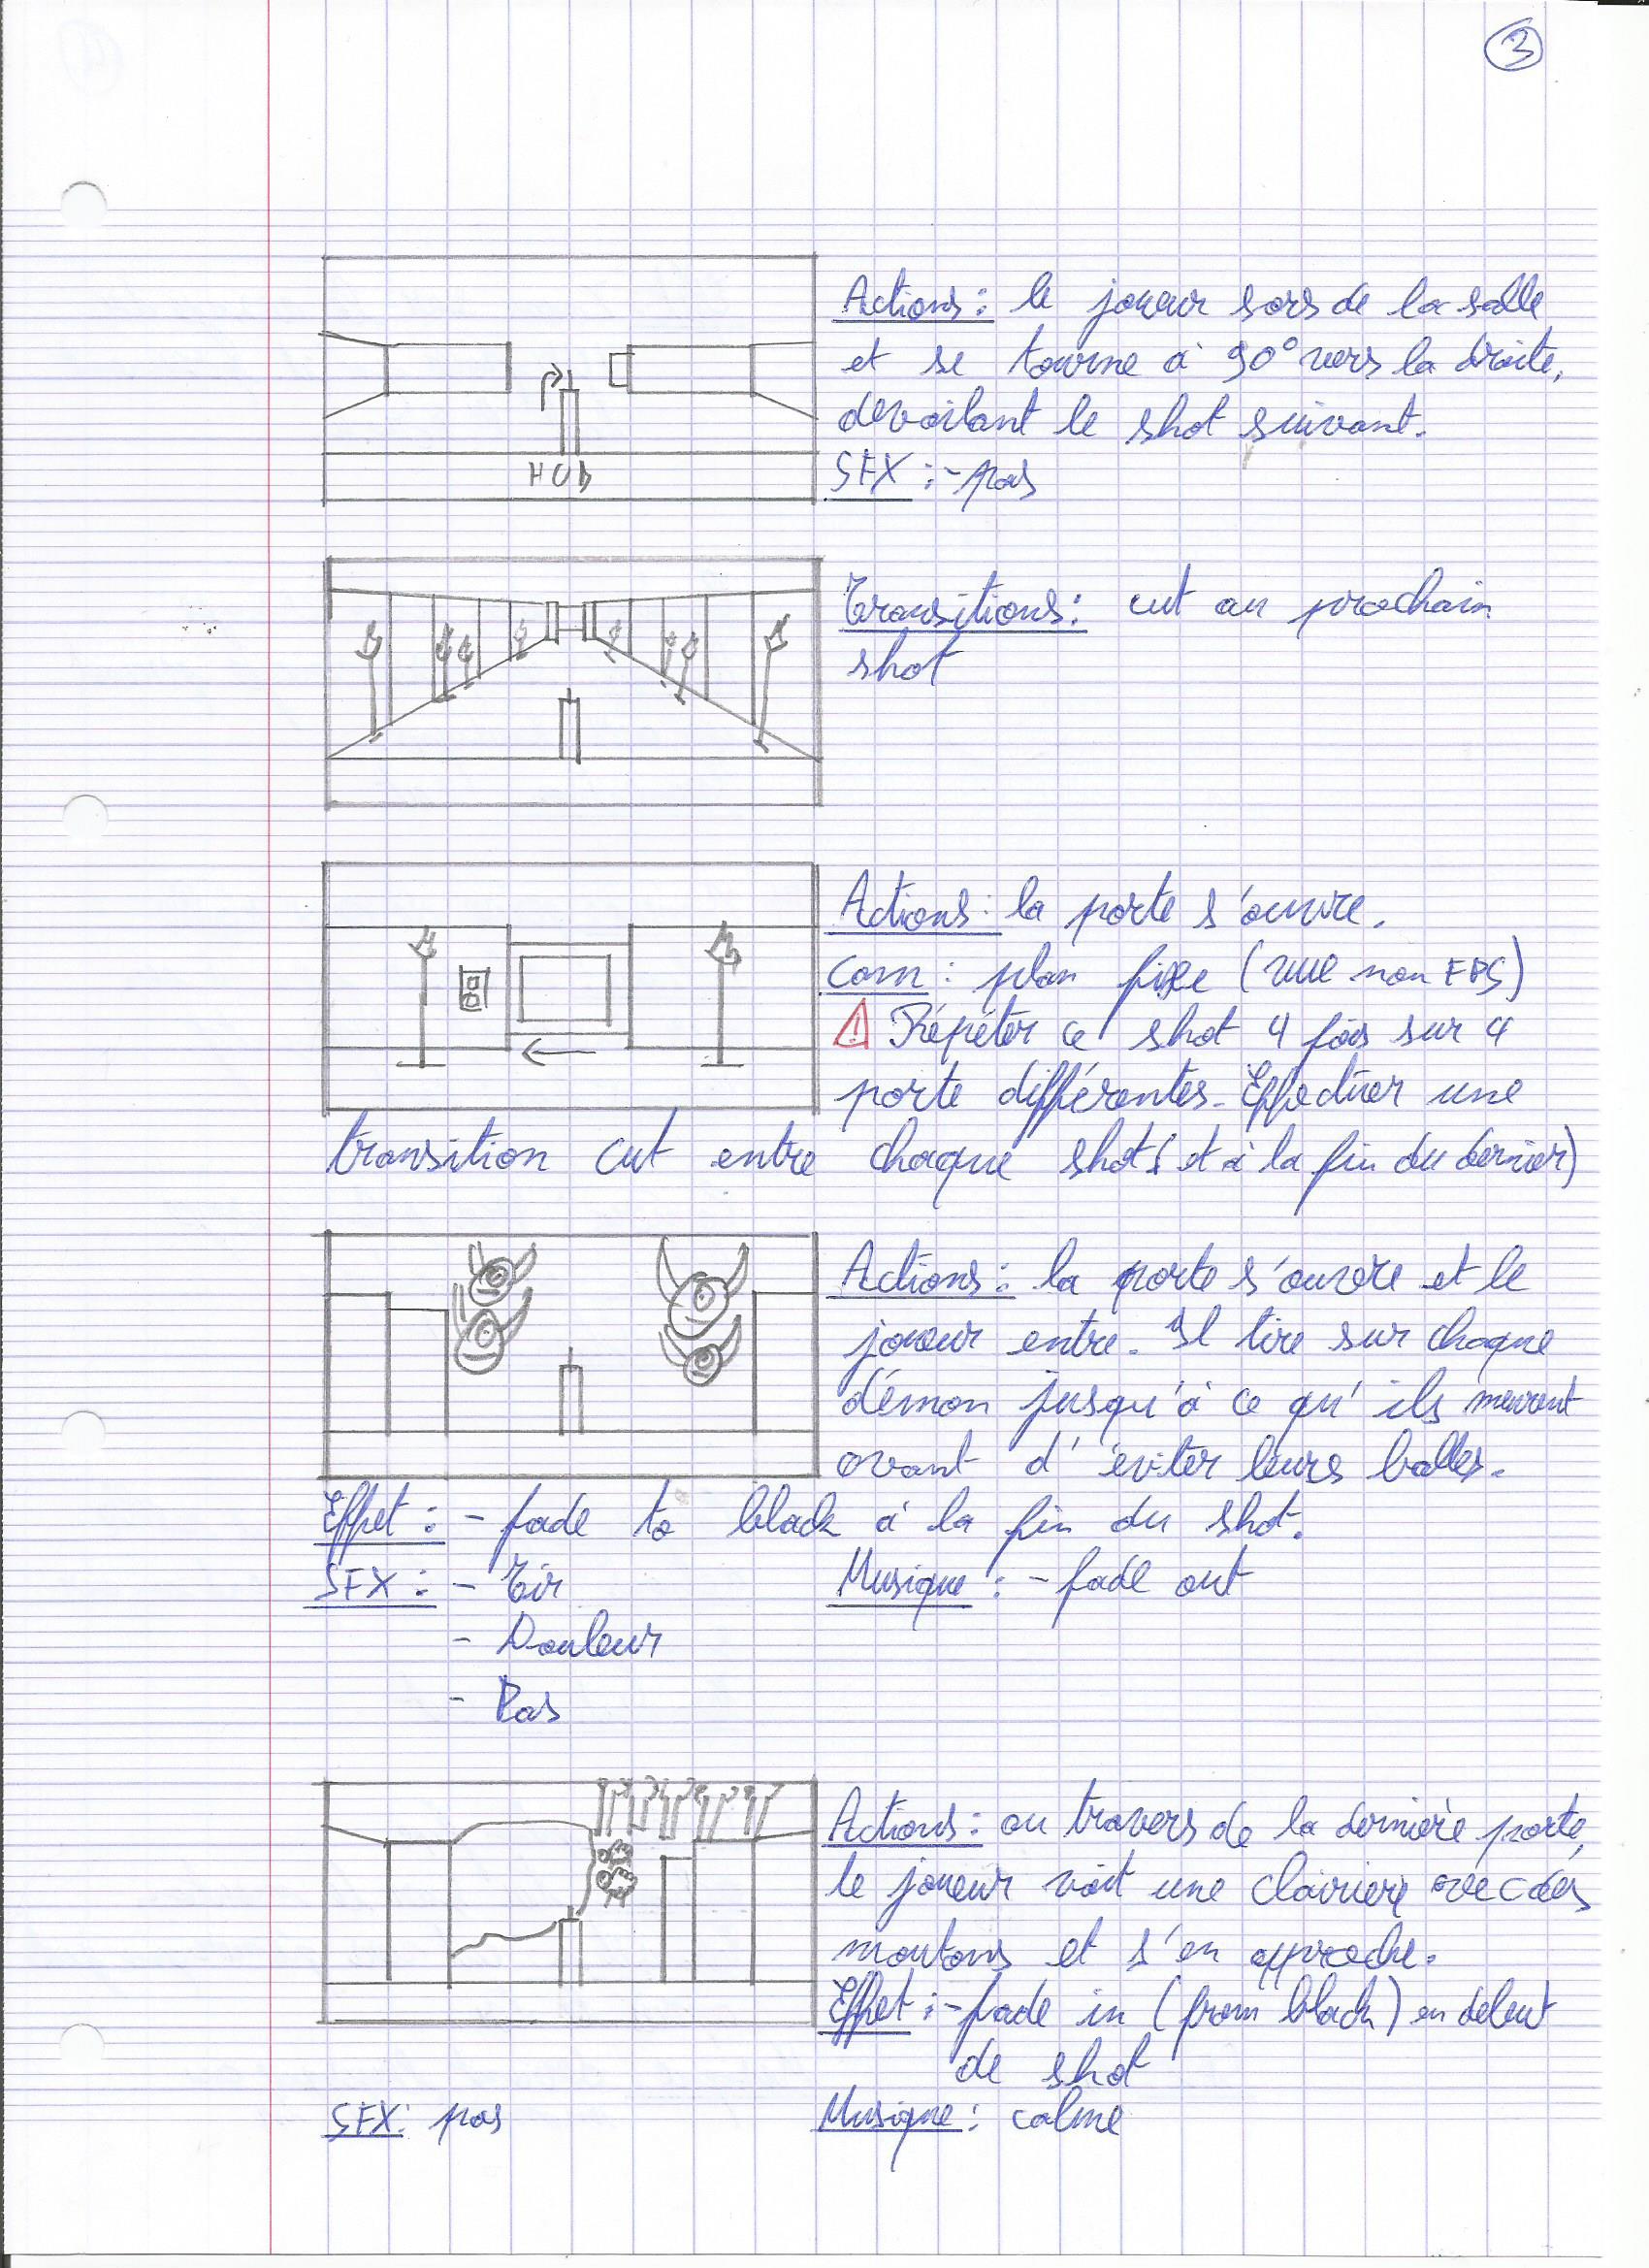 3
Actions : le joueur sors de la salle
et se tourne à 90° vers la droite,
devoilant le shot suivant.
SFX : - pas
HUD
Transitions : cut au prochain
shot
Actions : la porte s'ouvre.
Cam : plan fixe (vue non FPS)
⚠ Répéter ce shot 4 fois sur 4
porte différentes. Effectuer une
transition cut entre chaque shot (et à la fin du dernier)
Actions : la porte s'ouvre et le
joueur entre. Il tire sur chaque
démon jusqu'à ce qu'ils meurent
avant d'éviter leurs balles.
Effet : - fade to black à la fin du shot.
SFX : - Tir
- Douleur
- Pas
Musique : - fade out
Actions : au travers de la dernière porte,
le joueur voit une clairière avec des
moutons et s'en approche.
Effet : - fade in (from black) en debut
de shot
SFX : pas
Musique : calme